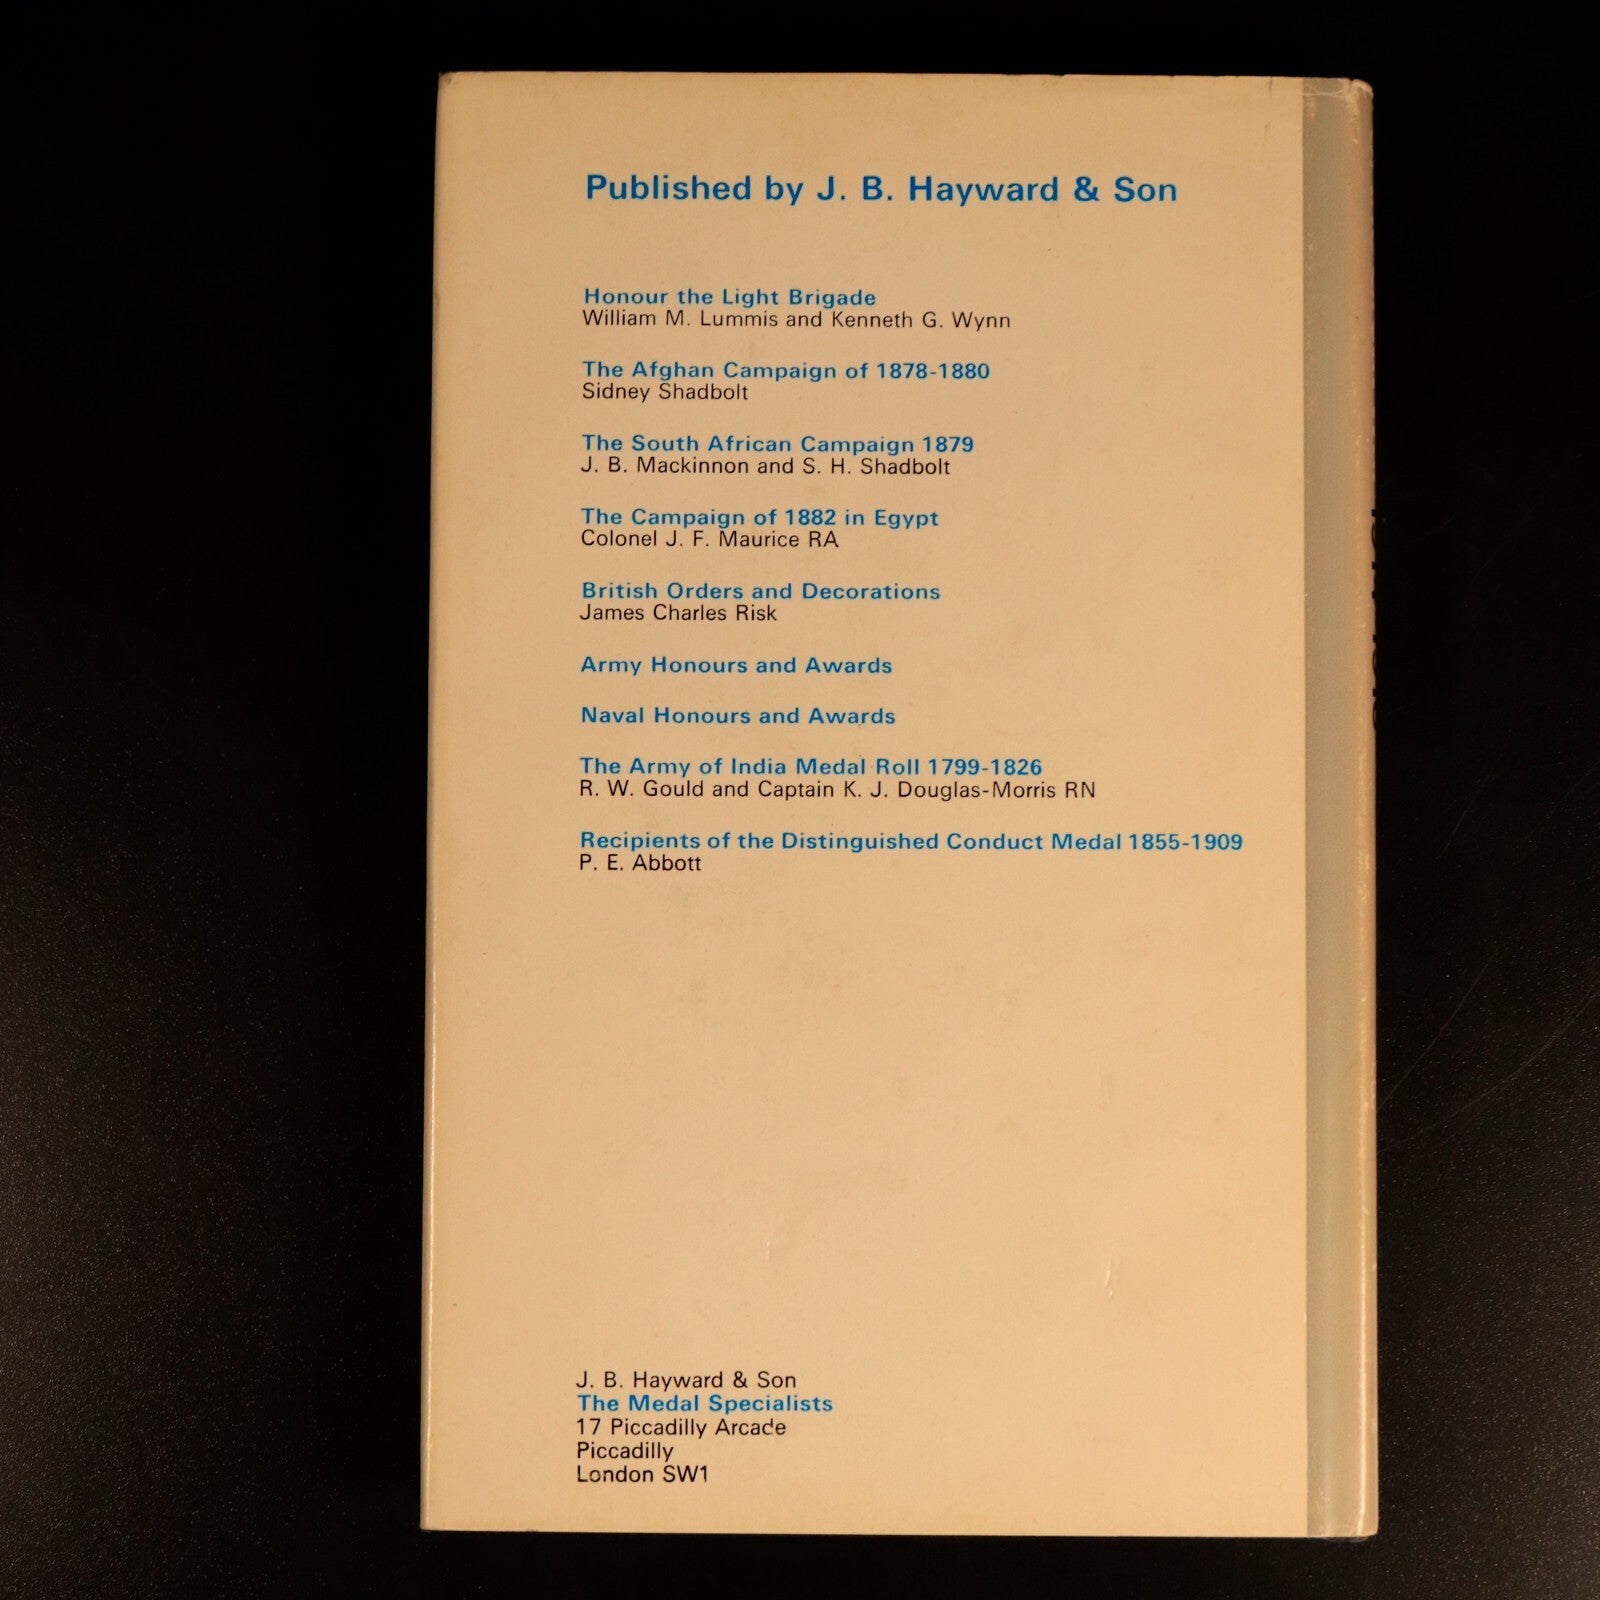 Published by J. B. Hayward & Son
Honour the Light Brigade
William M. Lummis and Kenneth G. Wynn
The Afghan Campaign of 1878-1880
Sidney Shadbolt
The South African Campaign 1879
J. B. Mackinnon and S. H. Shadbolt
The Campaign of 1882 in Egypt
Colonel J. F. Maurice RA
British Orders and Decorations
James Charles Risk
Army Honours and Awards
Naval Honours and Awards
The Army of India Medal Roll 1799-1826
R. W. Gould and Captain K. J. Douglas-Morris RN
Recipients of the Distinguished Conduct Medal 1855-1909
P. E. Abbott
J. B. Hayward & Son
The Medal Specialists
17 Piccadilly Arcade
Piccadilly
London SW1